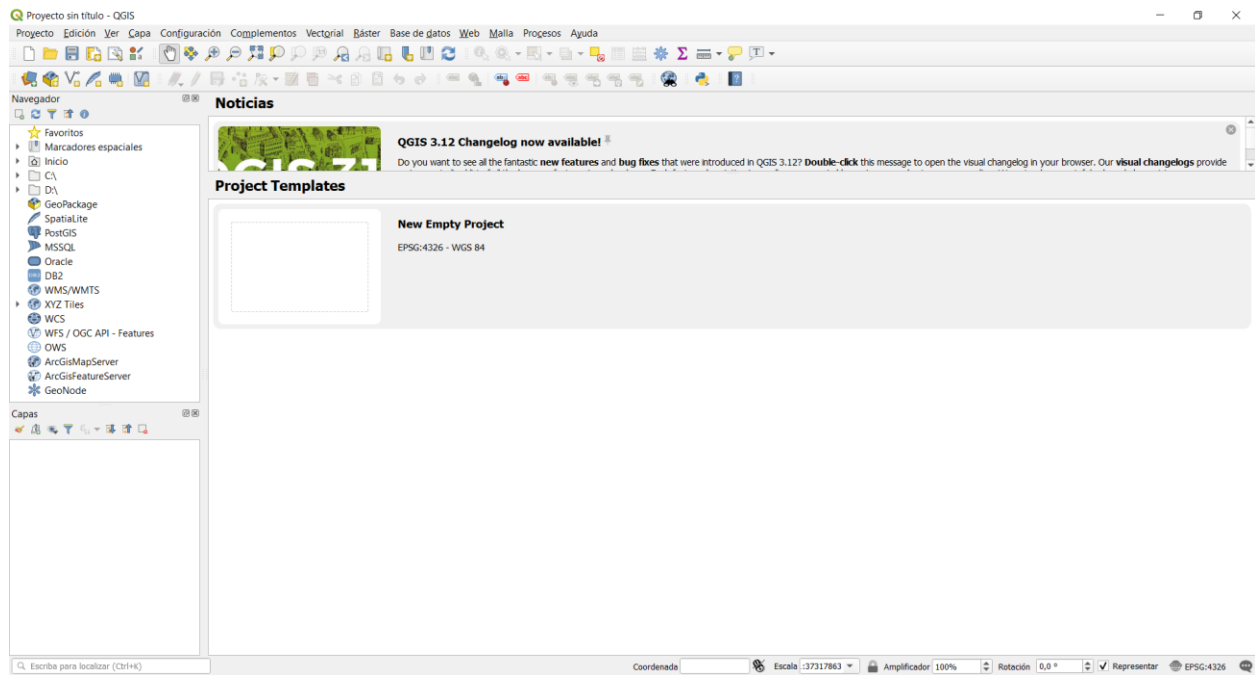 Proyecto sin título - QGIS
Proyecto Edición Ver Capa Configuración Complementos Vectorial Ráster Base de datos Web Malla Procesos Ayuda
Navegador
Noticias
Favoritos
Marcadores espaciales
Inicio
C:\
D:\
GeoPackage
SpatiaLite
PostGIS
MSSQL
Oracle
DB2
WMS/WMTS
XYZ Tiles
WCS
WFS / OGC API - Features
OWS
ArcGisMapServer
ArcGisFeatureServer
GeoNode
QGIS 3.12 Changelog now available!
Do you want to see all the fantastic new features and bug fixes that were introduced in QGIS 3.12? Double-click this message to open the visual changelog in your browser. Our visual changelogs provide
Project Templates
New Empty Project
EPSG:4326 - WGS 84
Capas
Escriba para localizar (Ctrl+K)
Coordenada
Escala :37317863
Amplificador 100%
Rotación 0,0 °
Representar
EPSG:4326